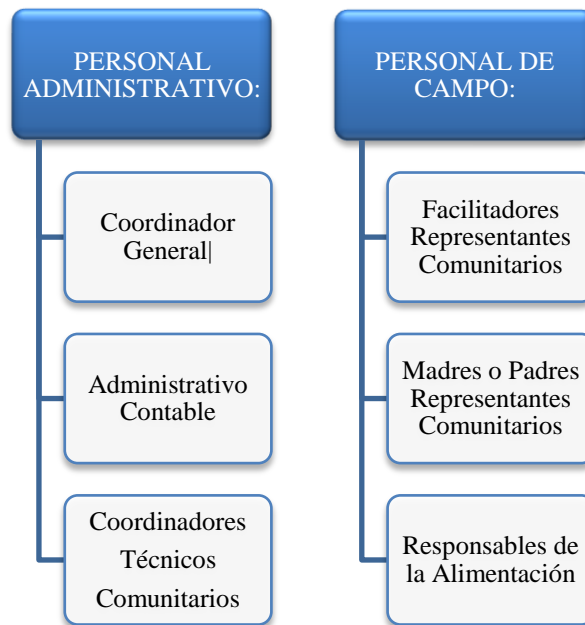 PERSONAL
ADMINISTRATIVO:
Coordinador
General|
Administrativo
Contable
Coordinadores
Técnicos
Comunitarios
PERSONAL DE
CAMPO:
Facilitadores
Representantes
Comunitarios
Madres o Padres
Representantes
Comunitarios
Responsables de
la Alimentación